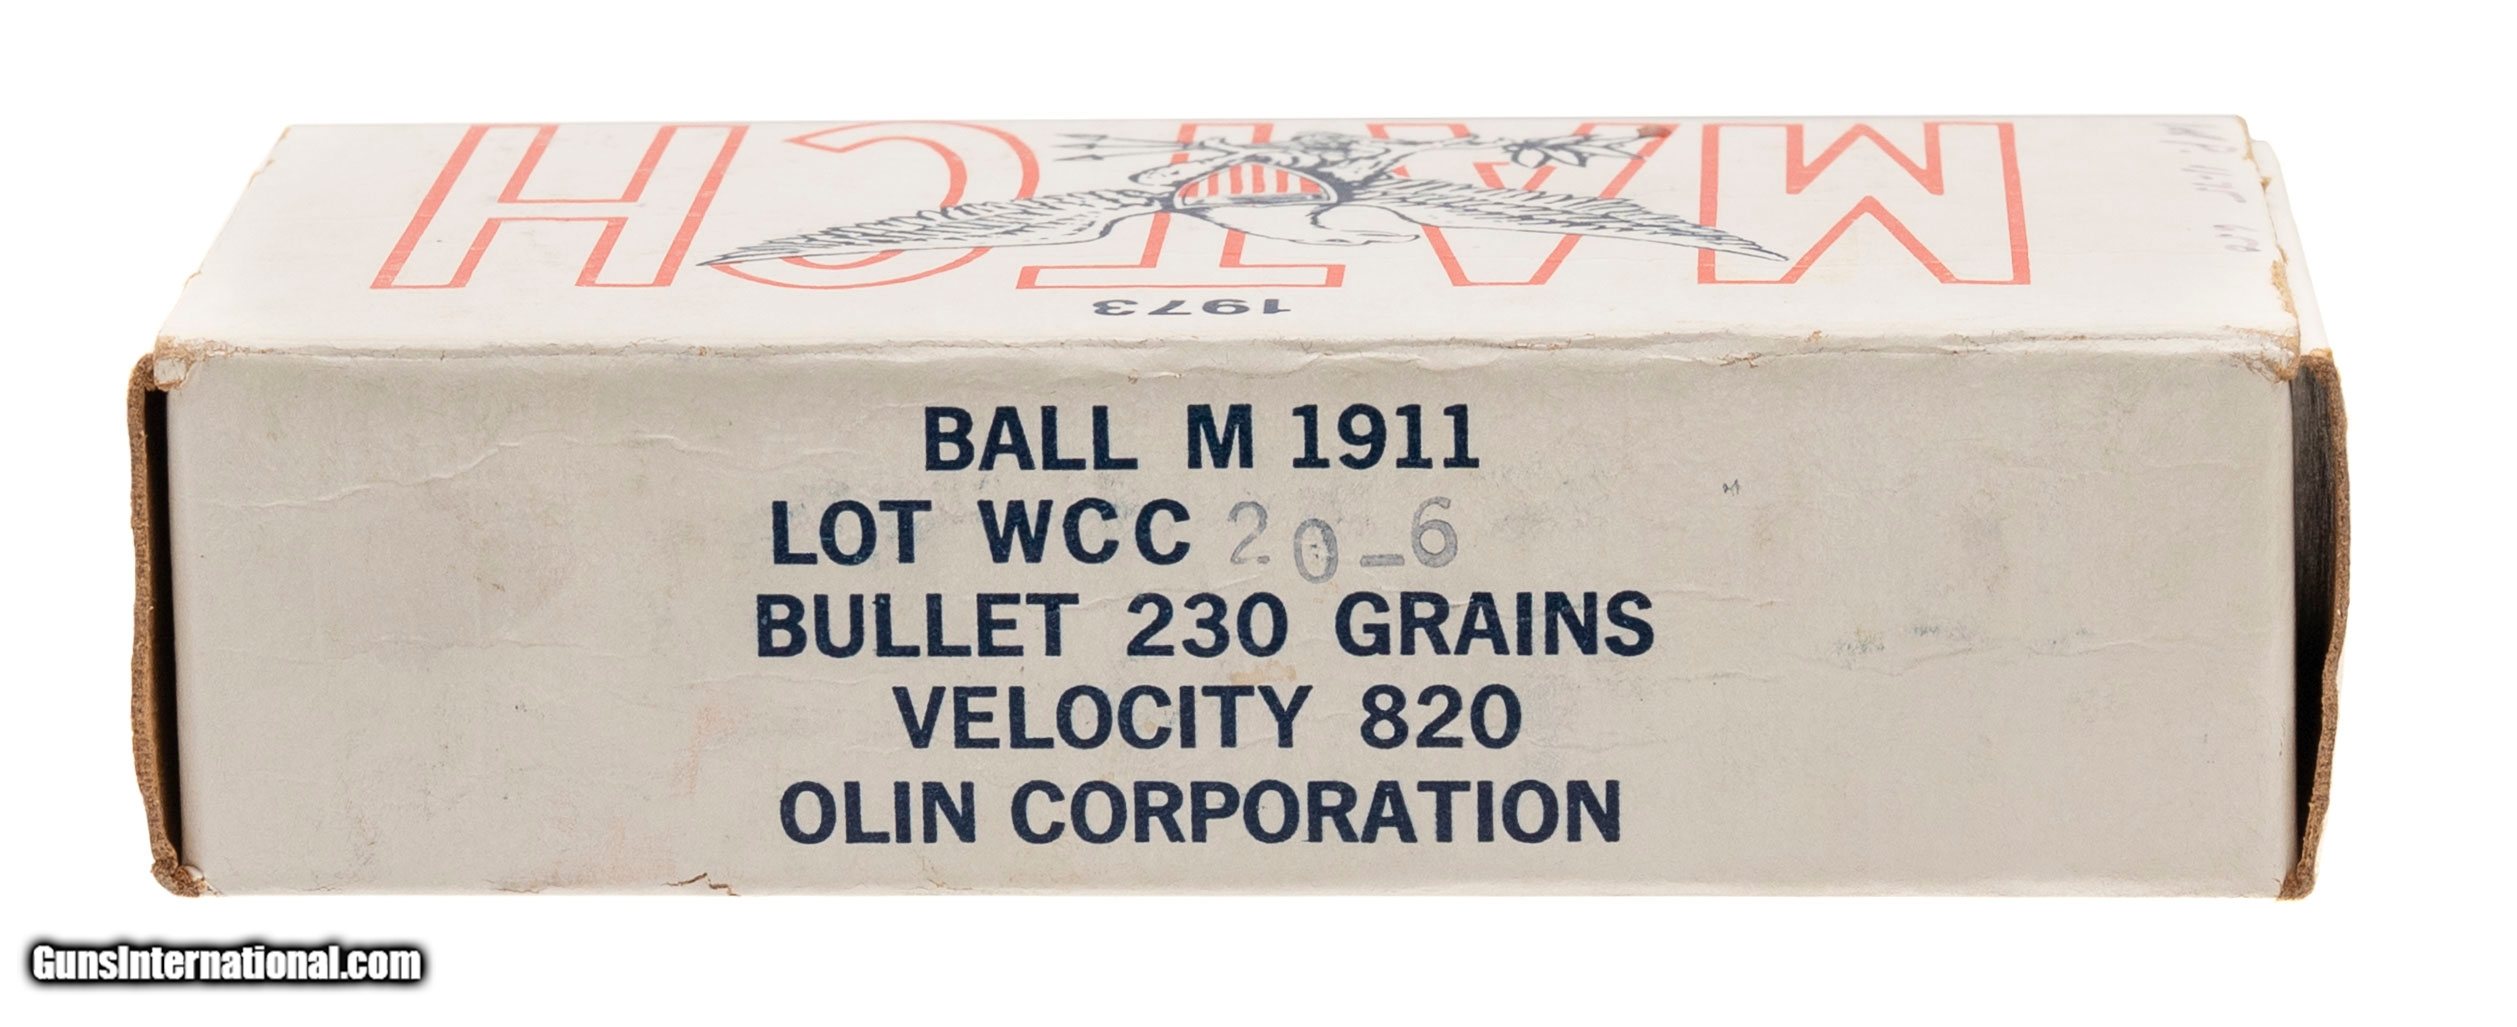 MATCH
1973
BALL M 1911
LOT WCC 20-6
BULLET 230 GRAINS
VELOCITY 820
OLIN CORPORATION
GunsInternational.com